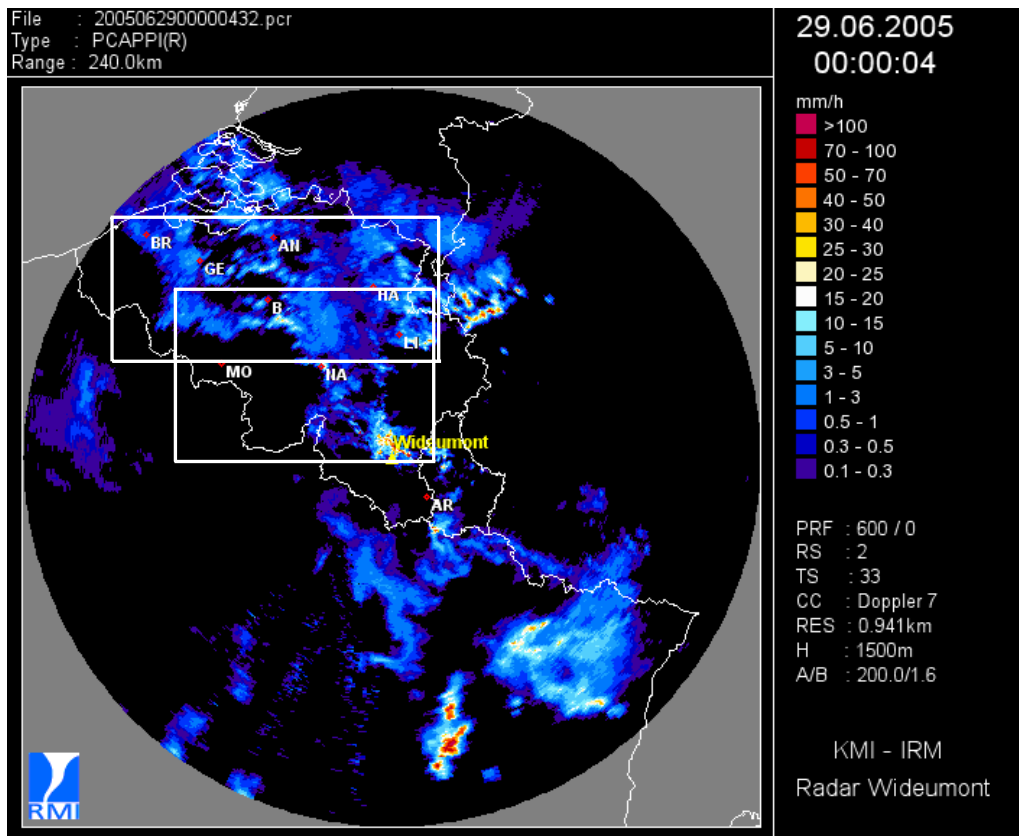 File : 2005062900000432.pcr
Type : PCAPPI(R)
Range : 240.0km
29.06.2005
00:00:04
mm/h
>100
70 - 100
50 - 70
40 - 50
30 - 40
25 - 30
20 - 25
15 - 20
10 - 15
5 - 10
3 - 5
1 - 3
0.5 - 1
0.3 - 0.5
0.1 - 0.3
BR
AN
GE
HA
B
LI
MO
NA
Wideumont
AR
PRF : 600 / 0
RS : 2
TS : 33
CC : Doppler 7
RES : 0.941km
H : 1500m
A/B : 200.0/1.6
KMI - IRM
Radar Wideumont
RMI